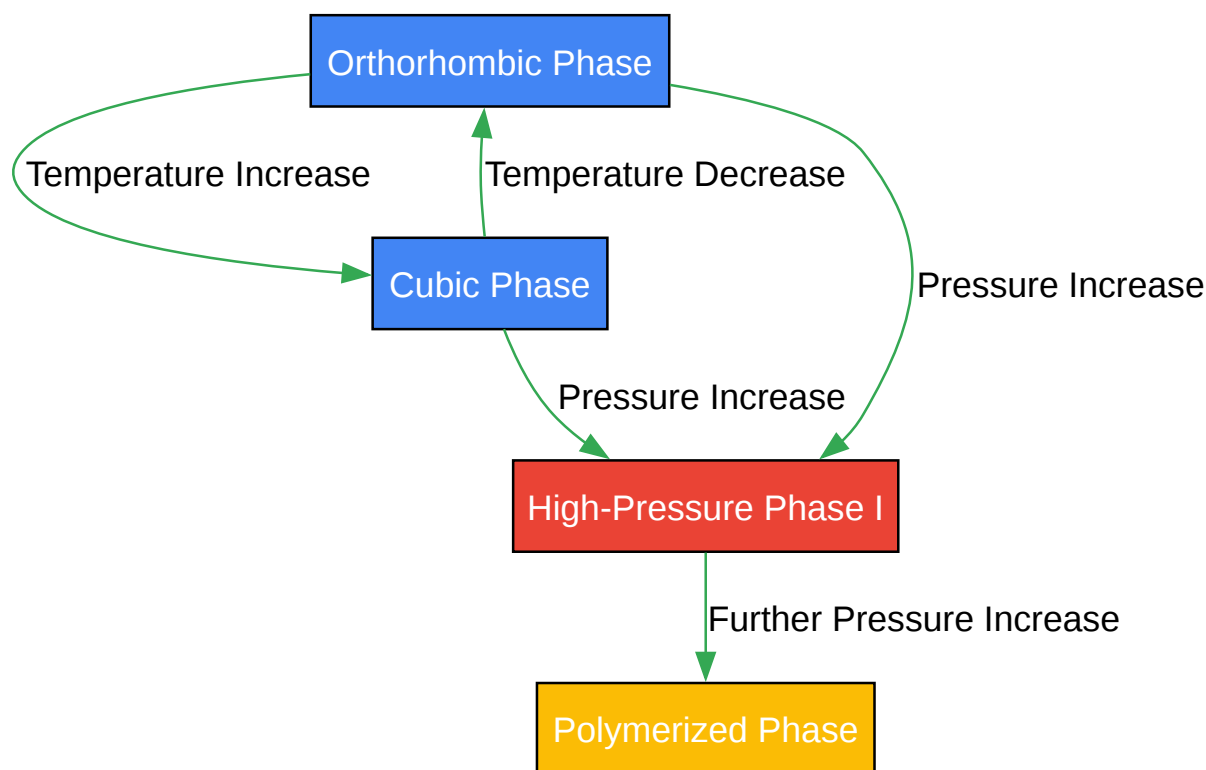 Orthorhombic Phase
Temperature Increase
Temperature Decrease
Cubic Phase
Pressure Increase
Pressure Increase
High-Pressure Phase I
Further Pressure Increase
Polymerized Phase